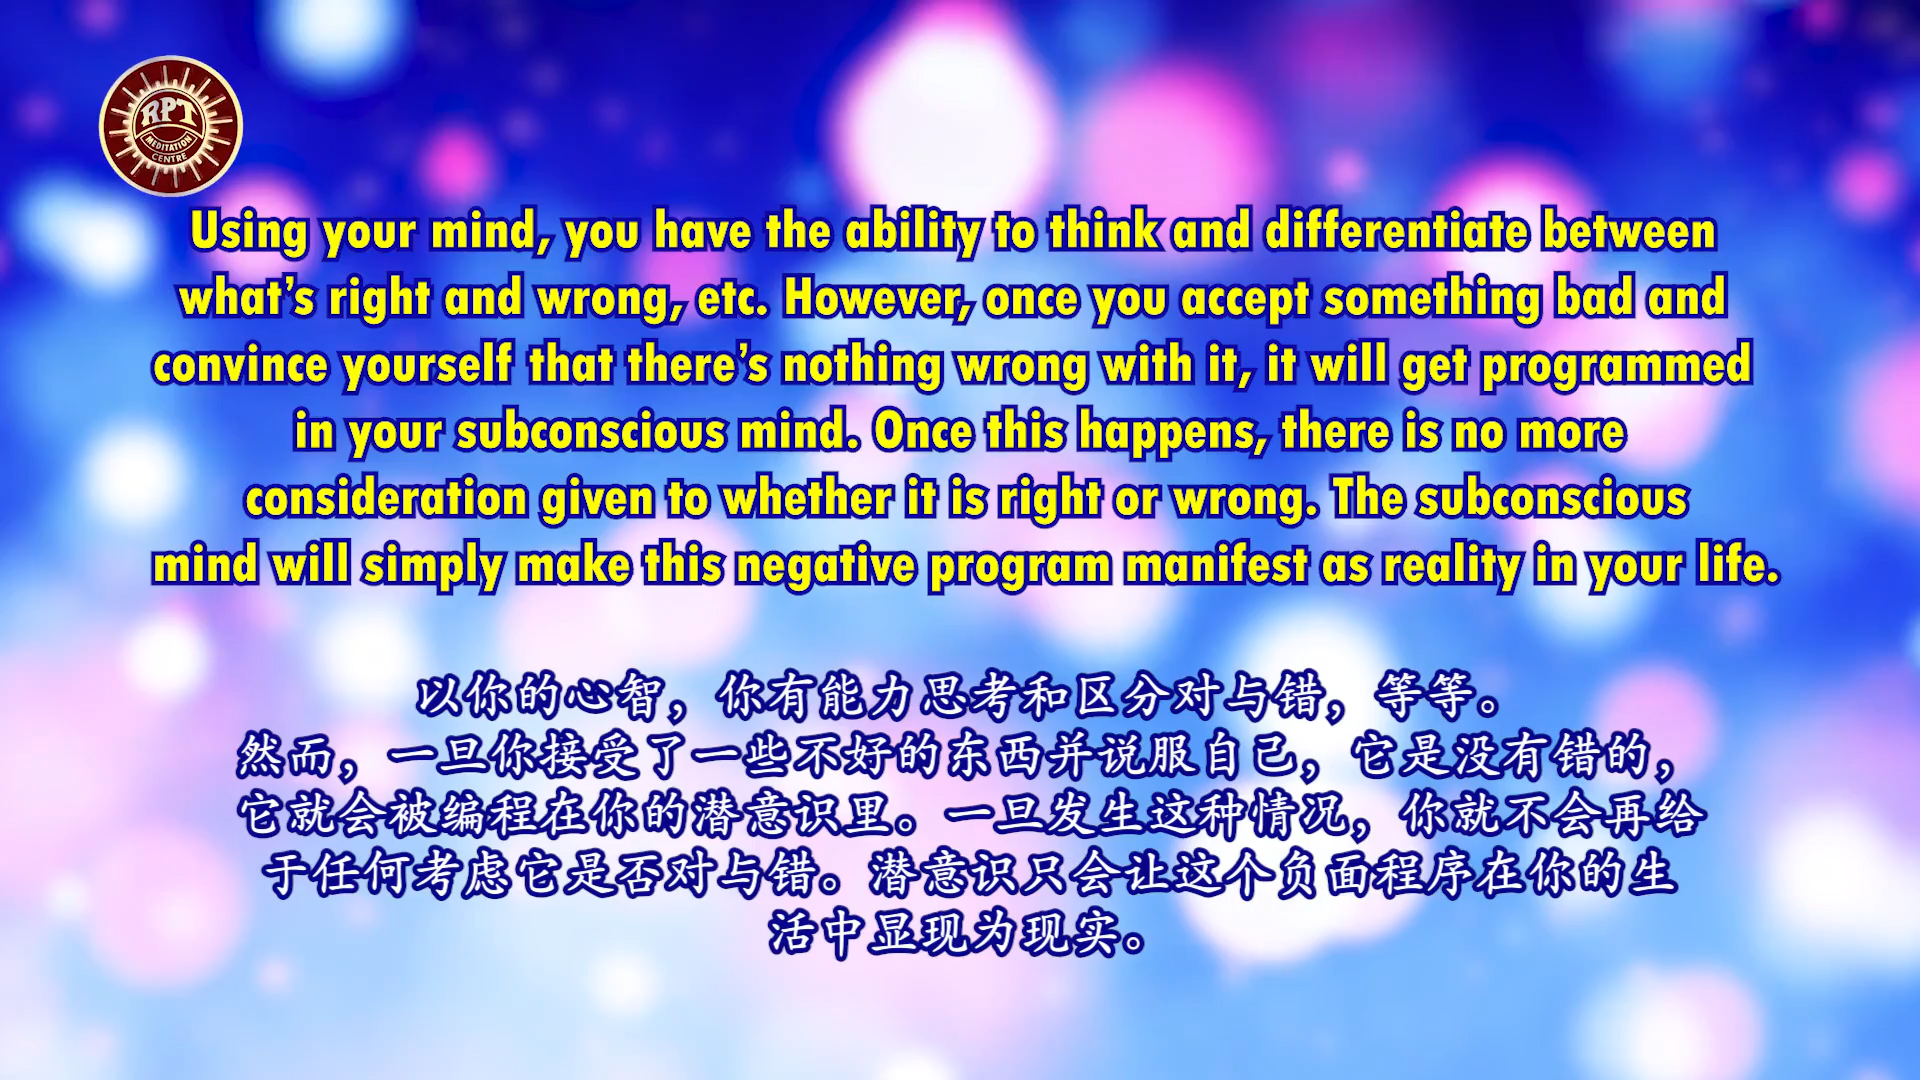 RPT
MEDITATION
CENTRE
Using your mind, you have the ability to think and differentiate between
what’s right and wrong, etc. However, once you accept something bad and
convince yourself that there’s nothing wrong with it, it will get programmed
in your subconscious mind. Once this happens, there is no more
consideration given to whether it is right or wrong. The subconscious
mind will simply make this negative program manifest as reality in your life.
以你的心智，你有能力思考和区分对与错，等等。
然而，一旦你接受了一些不好的东西并说服自己，它是没有错的，
它就会被编程在你的潜意识里。一旦发生这种情况，你就不会再给
于任何考虑它是否对与错。潜意识只会让这个负面程序在你的生
活中显现为现实。